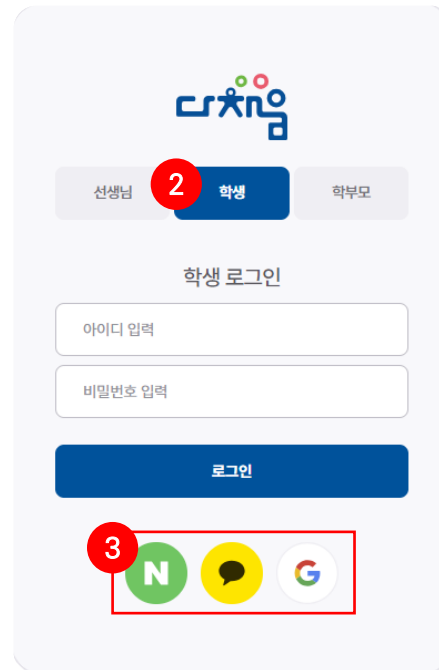 다채움
선생님 2 학생 학부모
학생 로그인
아이디 입력
비밀번호 입력
로그인
3
N G